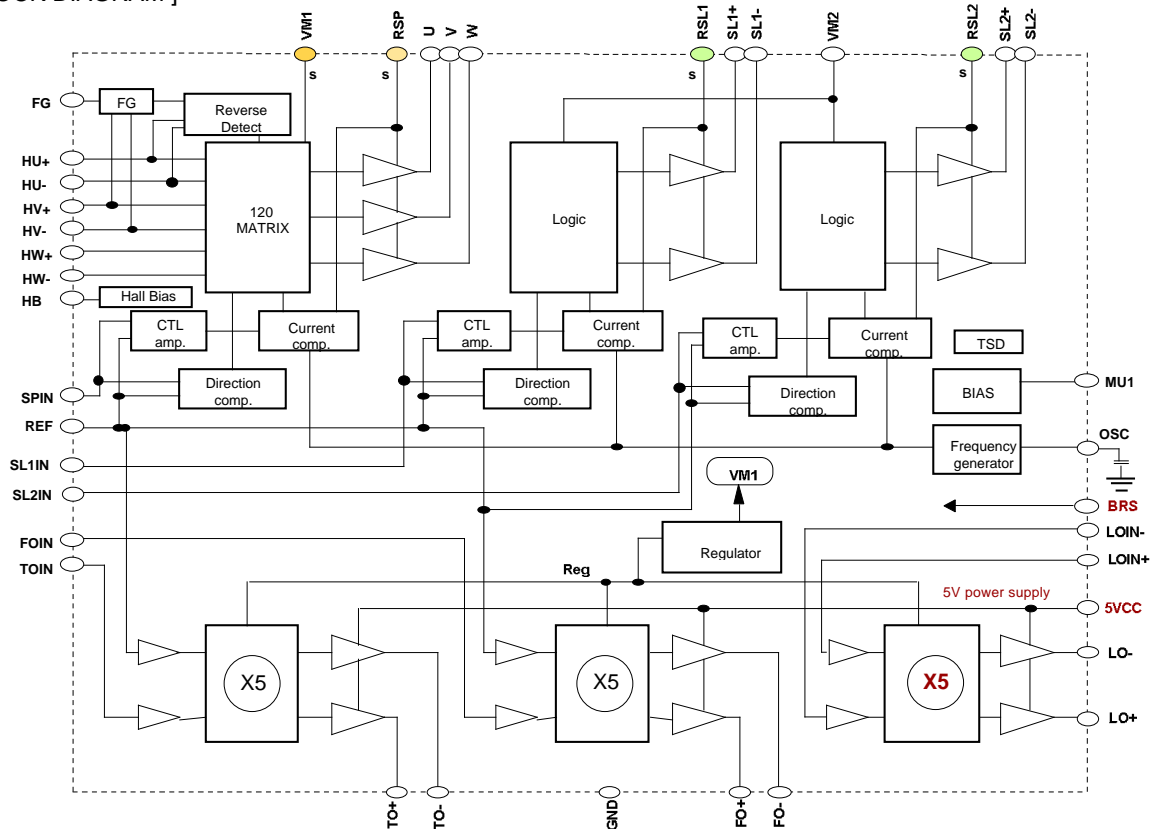 OCK DIAGRAM ]
VM1
RSP
U
V
W
RSL1
SL1+
SL1-
VM2
RSL2
SL2+
SL2-
s
s
s
s
FG
FG
Reverse
Detect
HU+
HU-
HV+
HV-
HW+
HW-
HB
120
MATRIX
Logic
Logic
Hall Bias
CTL
amp.
Current
comp.
CTL
amp.
Current
comp.
CTL
amp.
Current
comp.
TSD
Direction
comp.
Direction
comp.
Direction
comp.
BIAS
MU1
SPIN
REF
SL1IN
SL2IN
FOIN
TOIN
Frequency
generator
OSC
VM1
BRS
LOIN-
LOIN+
Regulator
Reg
5V power supply
5VCC
X5
X5
X5
LO-
LO+
TO+
TO-
GND
FO+
FO-